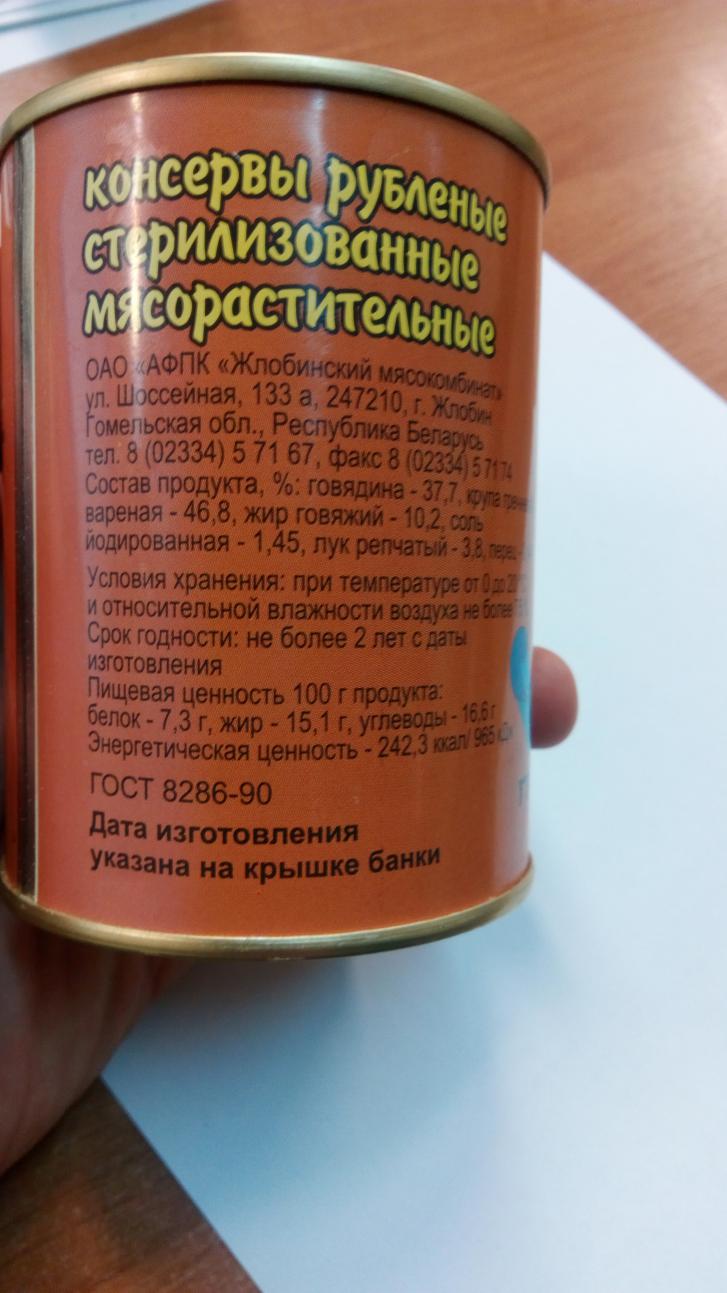 консервы рубленые
стерилизованные
мясорастительные
ОАО «АФПК «Жлобинский мясокомбинат»
ул. Шоссейная, 133 а, 247210, г. Жлобин
Гомельская обл., Республика Беларусь
тел. 8 (02334) 5 71 67, факс 8 (02334) 5 71 74
Состав продукта, %: говядина - 37,7, крупа
вареная - 46,8, жир говяжий - 10,2, соль
йодированная - 1,45, лук репчатый - 3,8, перец -
Условия хранения: при температуре от 0 до 20
и относительной влажности воздуха не более
Срок годности: не более 2 лет с даты
изготовления
Пищевая ценность 100 г продукта:
белок - 7,3 г, жир - 15,1 г, углеводы - 16,6 г
Энергетическая ценность - 242,3 ккал/ 965 кДж
ГОСТ 8286-90
Дата изготовления
указана на крышке банки